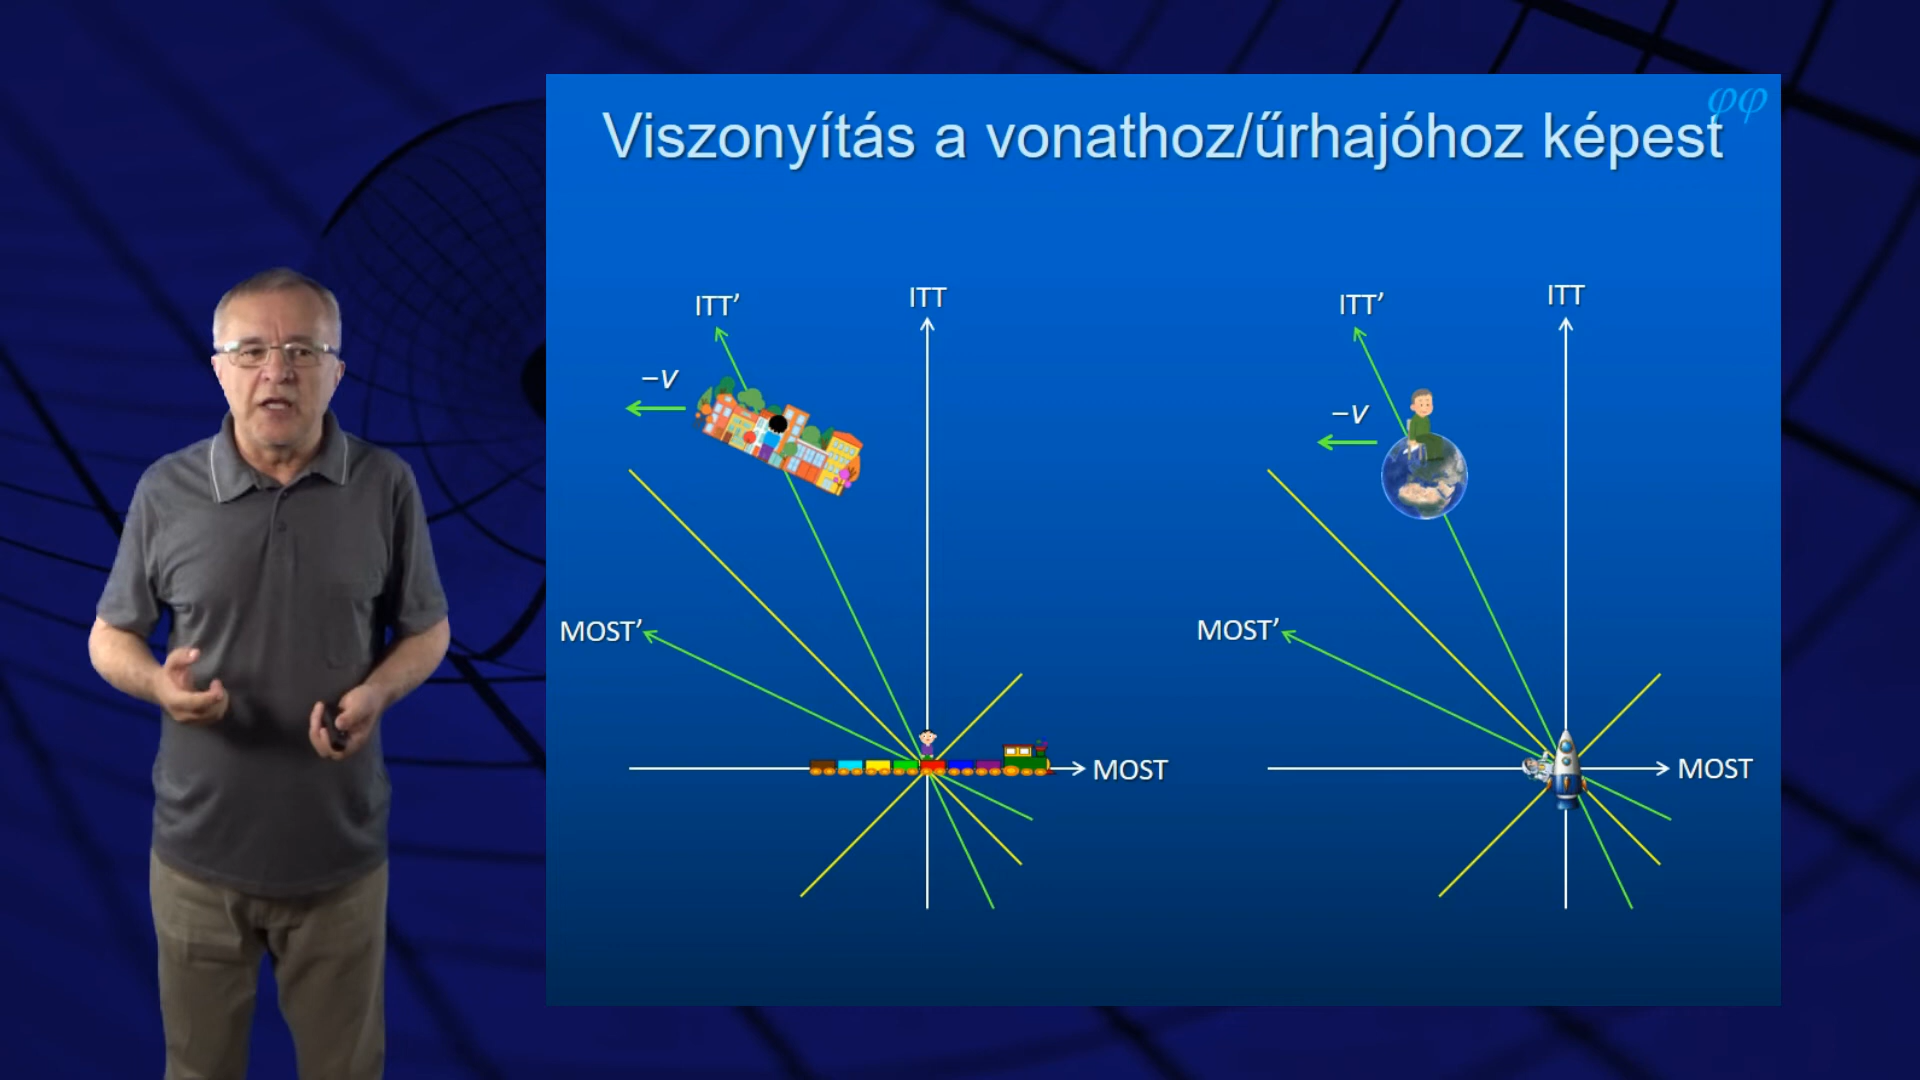 φφ
Viszonyítás a vonathoz/űrhajóhoz képest
ITT’
ITT
–v
MOST’
MOST
ITT’
ITT
–v
MOST’
MOST